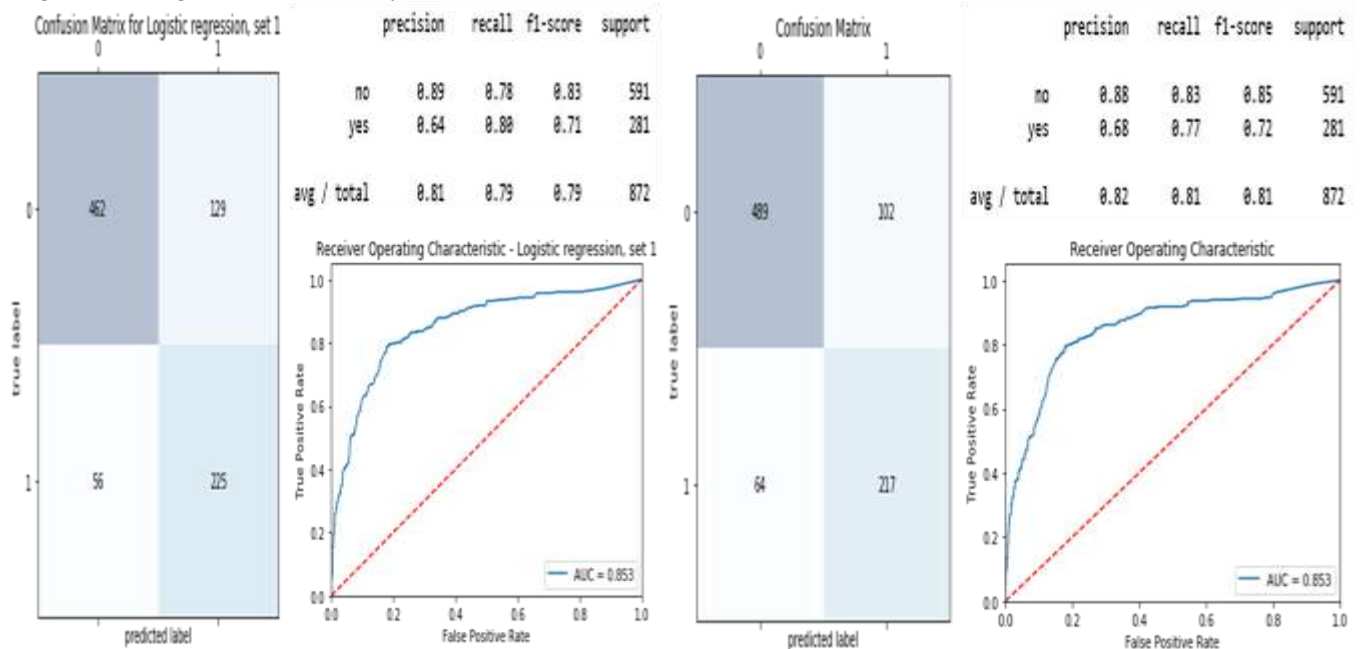 Confusion Matrix for Logistic regression, set 1
0 1
0
462 129
1
56 225
true label
predicted label
precision recall f1-score support
no 0.89 0.78 0.83 591
yes 0.64 0.80 0.71 281
avg / total 0.81 0.79 0.79 872
Receiver Operating Characteristic - Logistic regression, set 1
1.0
0.8
0.6
0.4
0.2
0.0
True Positive Rate
AUC = 0.853
0.0 0.2 0.4 0.6 0.8 1.0
False Positive Rate
Confusion Matrix
0 1
0
489 102
1
64 217
true label
predicted label
precision recall f1-score support
no 0.88 0.83 0.85 591
yes 0.68 0.77 0.72 281
avg / total 0.82 0.81 0.81 872
Receiver Operating Characteristic
1.0
0.8
0.6
0.4
0.2
0.0
True Positive Rate
AUC = 0.853
0.0 0.2 0.4 0.6 0.8 1.0
False Positive Rate